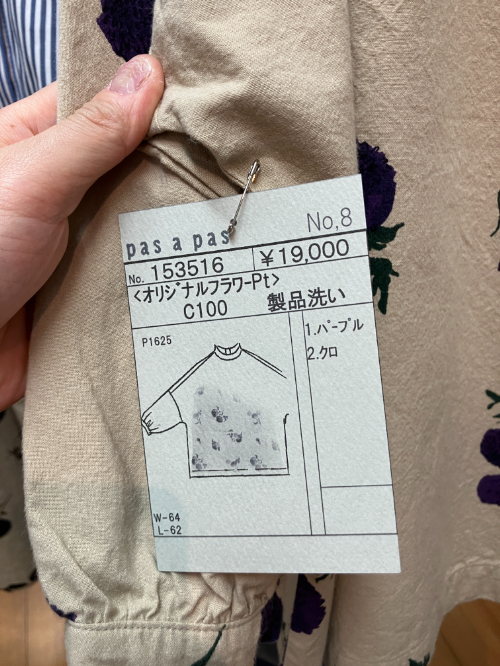 No,8
pas a pas
No. 153516 ¥19,000
<オリジナルフラワーPt>
C100 製品洗い
P1625
1.パープル
2.クロ
W-64
L-62